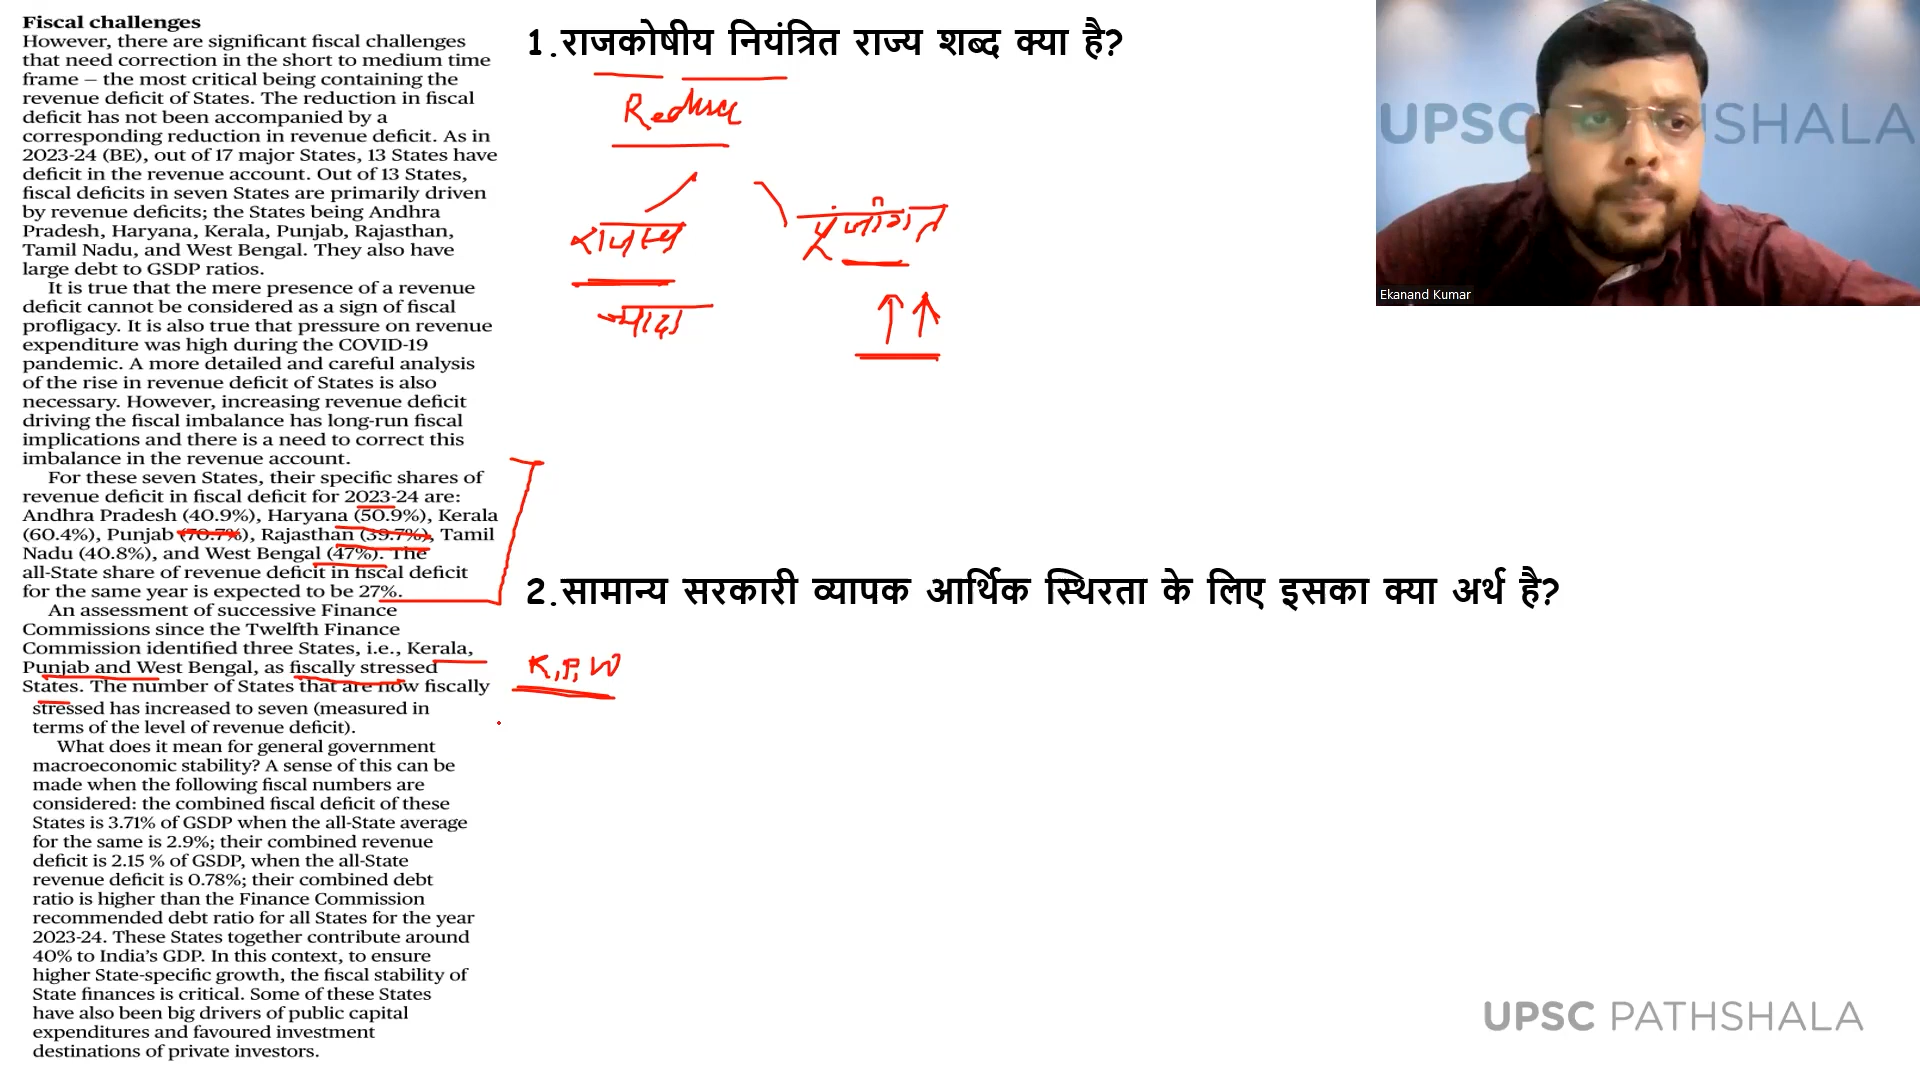 Fiscal challenges
However, there are significant fiscal challenges
that need correction in the short to medium time
frame – the most critical being containing the
revenue deficit of States. The reduction in fiscal
deficit has not been accompanied by a
corresponding reduction in revenue deficit. As in
2023-24 (BE), out of 17 major States, 13 States have
deficit in the revenue account. Out of 13 States,
fiscal deficits in seven States are primarily driven
by revenue deficits; the States being Andhra
Pradesh, Haryana, Kerala, Punjab, Rajasthan,
Tamil Nadu, and West Bengal. They also have
large debt to GSDP ratios.
It is true that the mere presence of a revenue
deficit cannot be considered as a sign of fiscal
profligacy. It is also true that pressure on revenue
expenditure was high during the COVID-19
pandemic. A more detailed and careful analysis
of the rise in revenue deficit of States is also
necessary. However, increasing revenue deficit
driving the fiscal imbalance has long-run fiscal
implications and there is a need to correct this
imbalance in the revenue account.
For these seven States, their specific shares of
revenue deficit in fiscal deficit for 2023-24 are:
Andhra Pradesh (40.9%), Haryana (50.9%), Kerala
(60.4%), Punjab (70.7%), Rajasthan (39.7%), Tamil
Nadu (40.8%), and West Bengal (47%). The
all-State share of revenue deficit in fiscal deficit
for the same year is expected to be 27%.
An assessment of successive Finance
Commissions since the Twelfth Finance
Commission identified three States, i.e., Kerala,
Punjab and West Bengal, as fiscally stressed
States. The number of States that are now fiscally
stressed has increased to seven (measured in
terms of the level of revenue deficit).
What does it mean for general government
macroeconomic stability? A sense of this can be
made when the following fiscal numbers are
considered: the combined fiscal deficit of these
States is 3.71% of GSDP when the all-State average
for the same is 2.9%; their combined revenue
deficit is 2.15 % of GSDP, when the all-State
revenue deficit is 0.78%; their combined debt
ratio is higher than the Finance Commission
recommended debt ratio for all States for the year
2023-24. These States together contribute around
40% to India's GDP. In this context, to ensure
higher State-specific growth, the fiscal stability of
State finances is critical. Some of these States
have also been big drivers of public capital
expenditures and favoured investment
destinations of private investors.
1.राजकोषीय नियंत्रित राज्य शब्द क्या है?
Reduce
राजस्व
पूंजीगत
ज्यादा
2.सामान्य सरकारी व्यापक आर्थिक स्थिरता के लिए इसका क्या अर्थ है?
K, P, W
UPSC PATHSHALA
Ekanand Kumar
UPSC PATHSHALA